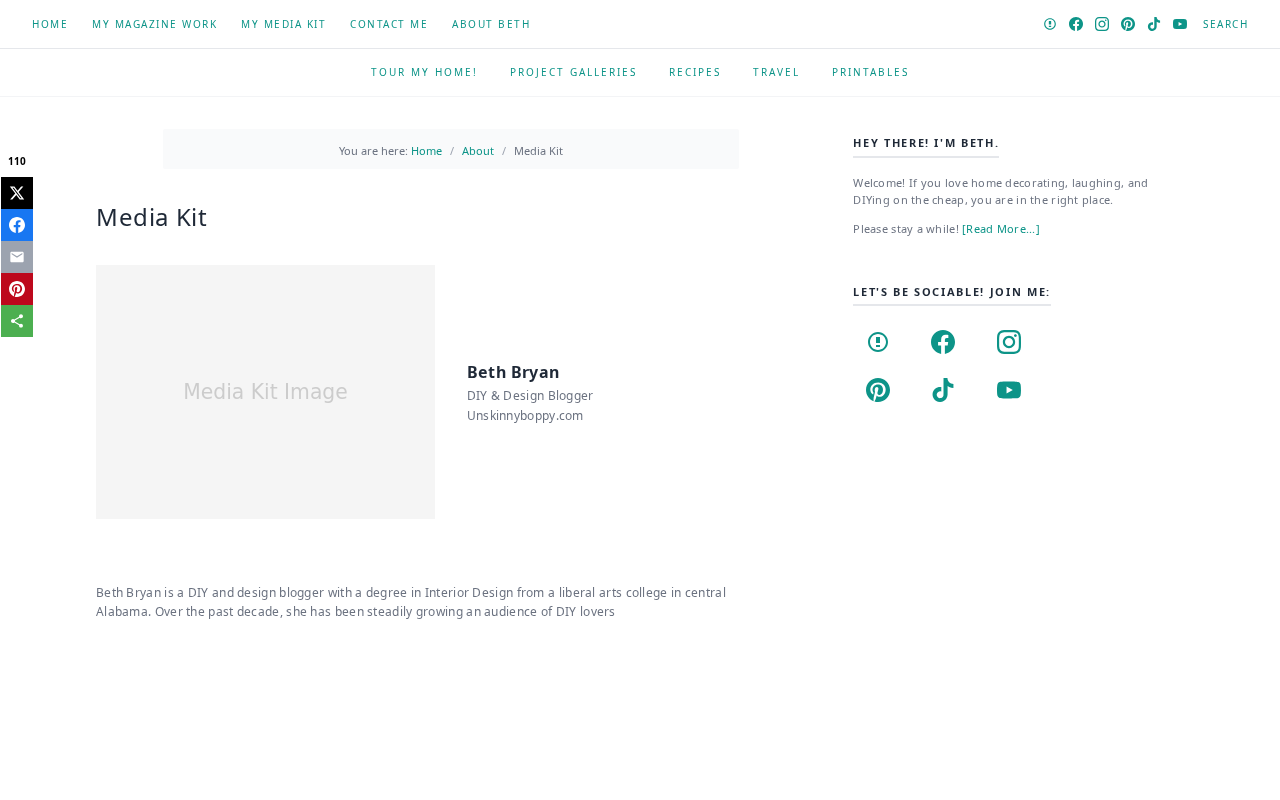 HOME MY MAGAZINE WORK MY MEDIA KIT CONTACT ME ABOUT BETH SEARCH
TOUR MY HOME! PROJECT GALLERIES RECIPES TRAVEL PRINTABLES
110
You are here: Home / About / Media Kit
Media Kit
Media Kit Image
Beth Bryan
DIY & Design Blogger
Unskinnyboppy.com
Beth Bryan is a DIY and design blogger with a degree in Interior Design from a liberal arts college in central
Alabama. Over the past decade, she has been steadily growing an audience of DIY lovers
HEY THERE! I'M BETH.
Welcome! If you love home decorating, laughing, and
DIYing on the cheap, you are in the right place.
Please stay a while! [Read More…]
LET'S BE SOCIABLE! JOIN ME: